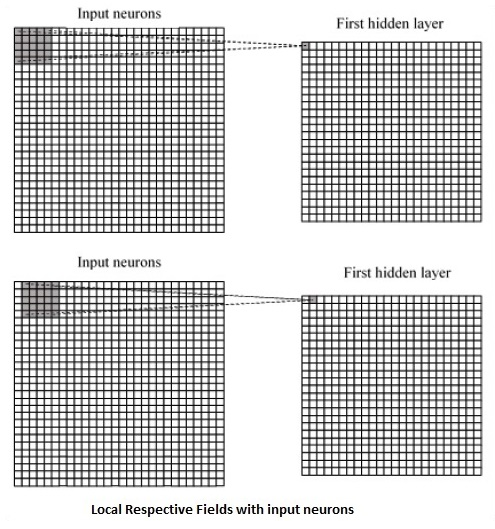 Input neurons
First hidden layer
Input neurons
First hidden layer
Local Respective Fields with input neurons